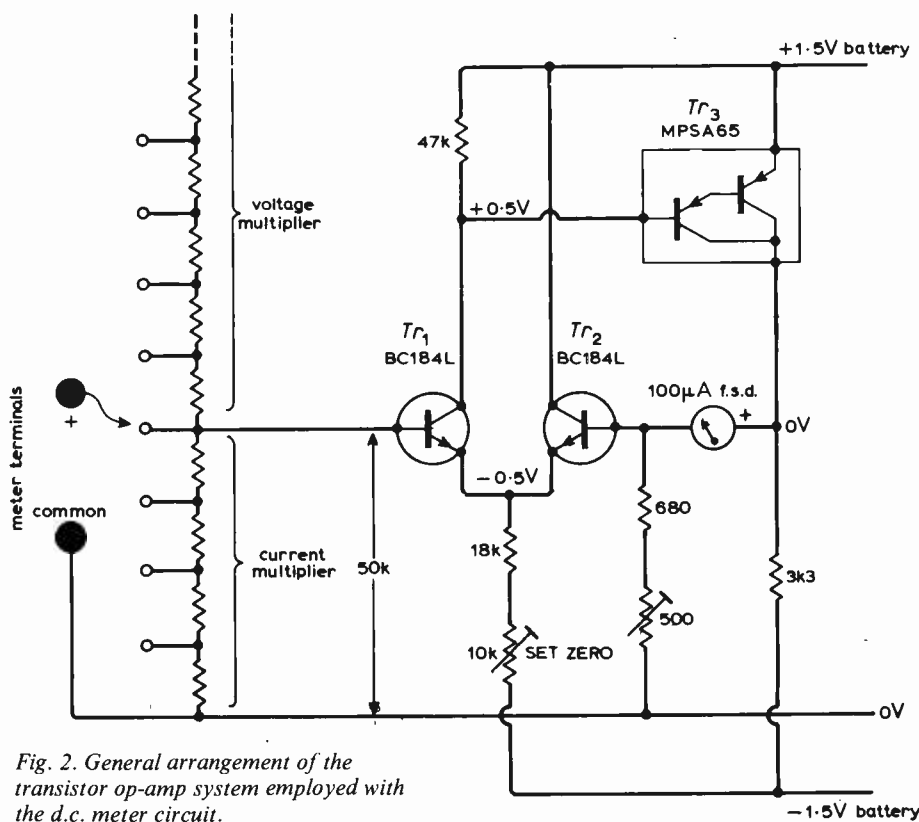 +1·5V battery
Tr3
MPSA65
47k
+0·5V
voltage
multiplier
Tr1
BC184L
Tr2
BC184L
100µA f.s.d.
+
0V
+
meter terminals
-0·5V
common
680
18k
current
multiplier
50k
3k3
500
10k
SET ZERO
0V
Fig. 2. General arrangement of the
transistor op-amp system employed with
the d.c. meter circuit.
-1·5V battery